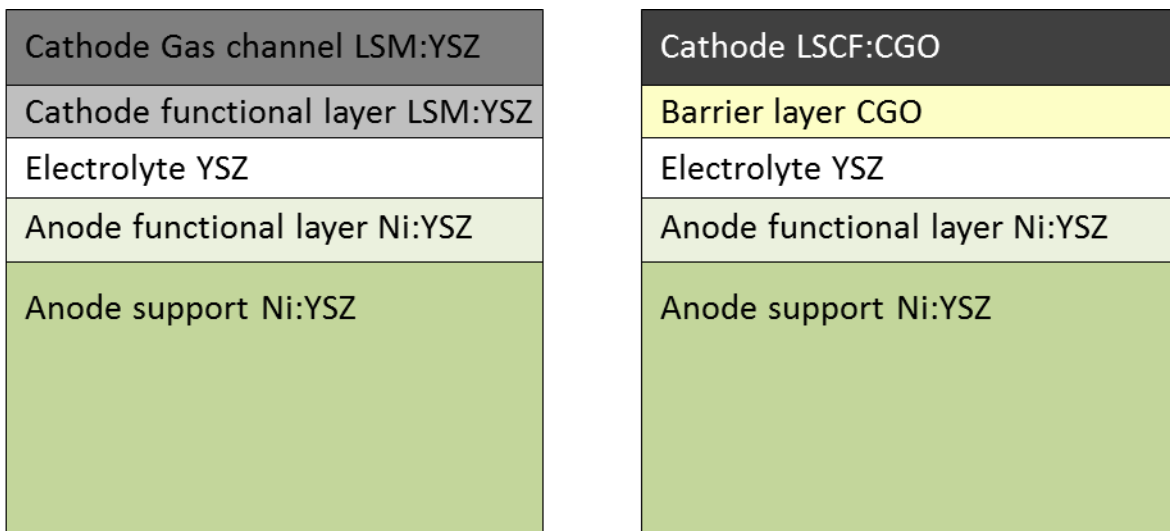 Cathode Gas channel LSM:YSZ
Cathode functional layer LSM:YSZ
Electrolyte YSZ
Anode functional layer Ni:YSZ
Anode support Ni:YSZ
Cathode LSCF:CGO
Barrier layer CGO
Electrolyte YSZ
Anode functional layer Ni:YSZ
Anode support Ni:YSZ